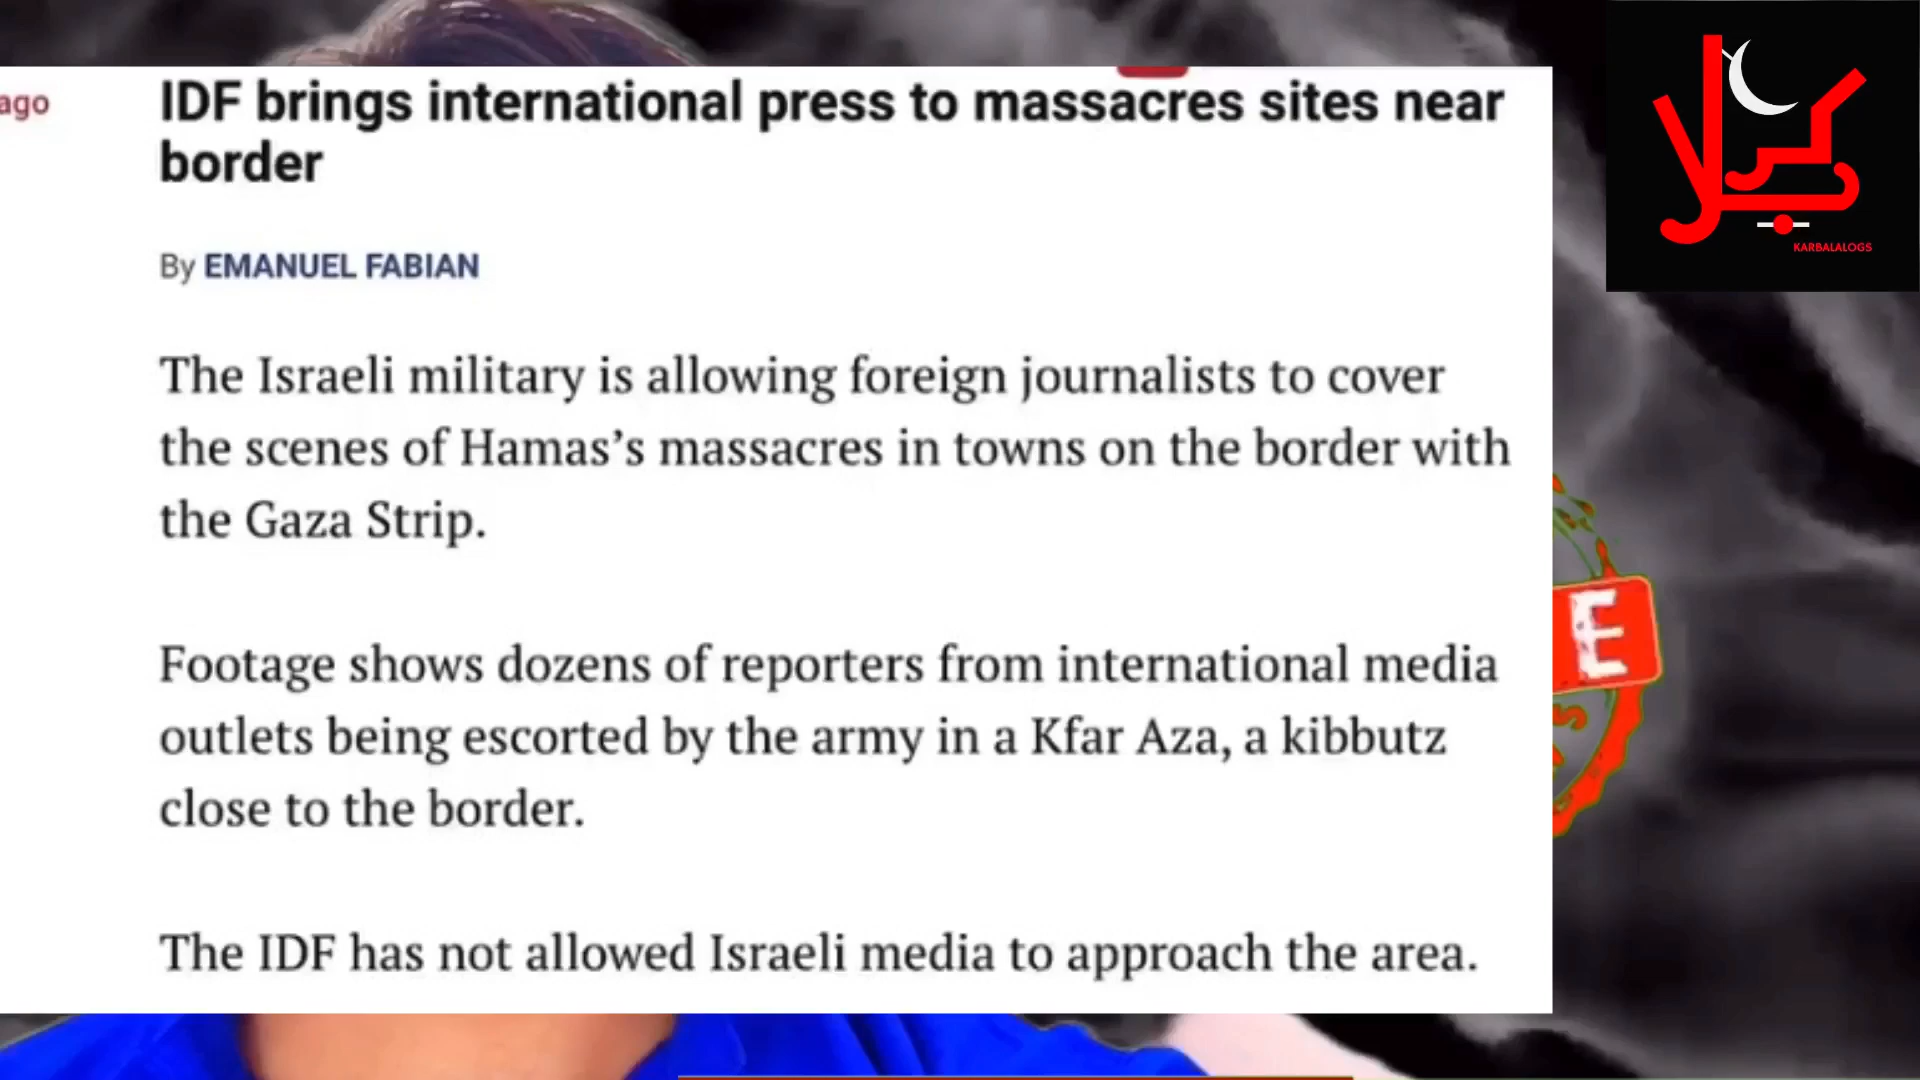 ago
IDF brings international press to massacres sites near
border
By EMANUEL FABIAN
The Israeli military is allowing foreign journalists to cover
the scenes of Hamas's massacres in towns on the border with
the Gaza Strip.
Footage shows dozens of reporters from international media
outlets being escorted by the army in a Kfar Aza, a kibbutz
close to the border.
The IDF has not allowed Israeli media to approach the area.
كربلا
KARBALALOGS
E